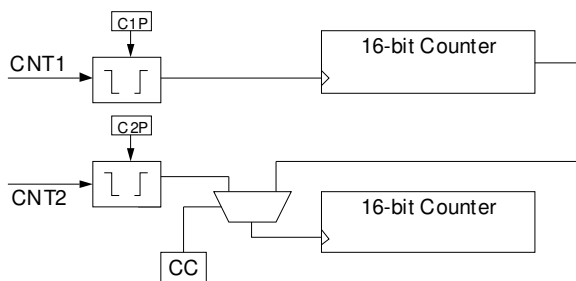 C1P
CNT1
16-bit Counter
C2P
CNT2
16-bit Counter
CC